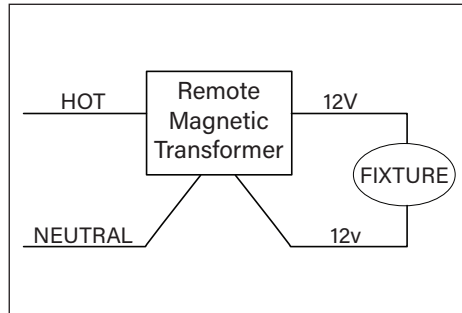 HOT
Remote
Magnetic
Transformer
12V
FIXTURE
NEUTRAL
12v